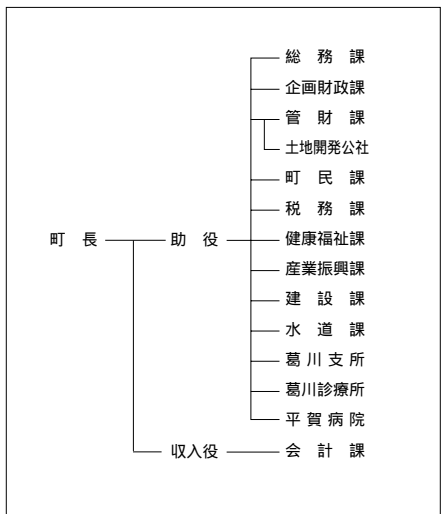 総務課
企画財政課
管財課
土地開発公社
町民課
税務課
町長 助役 健康福祉課
産業振興課
建設課
水道課
葛川支所
葛川診療所
平賀病院
収入役 会計課